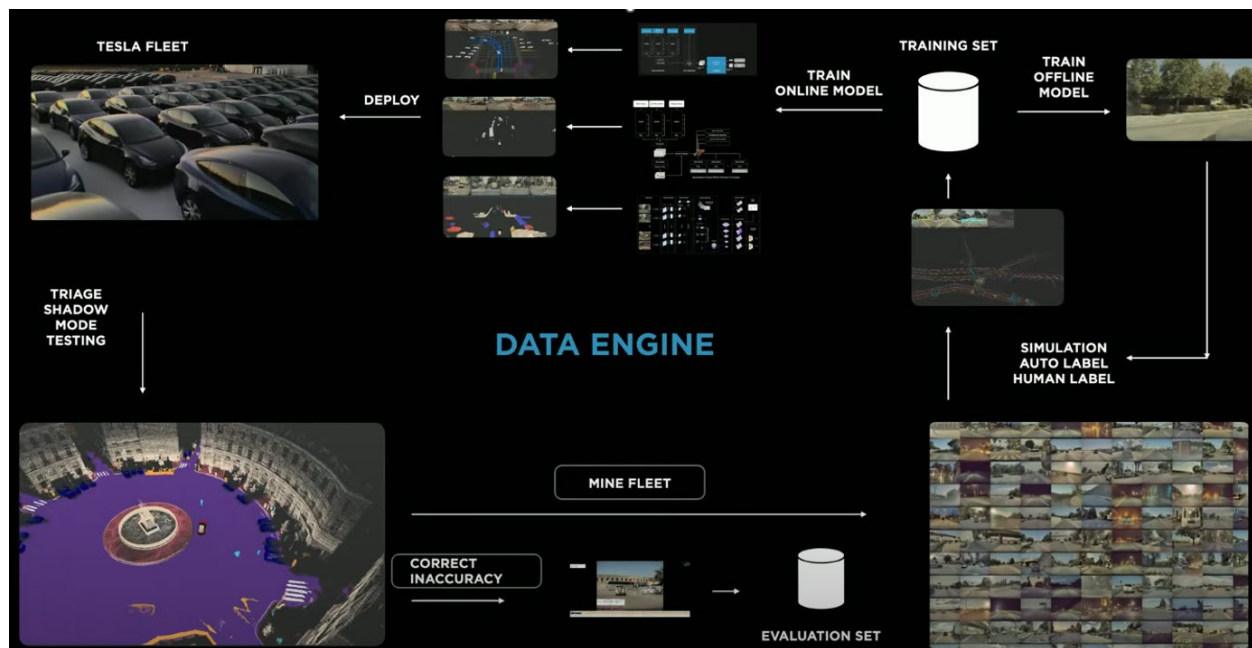 TESLA FLEET
DEPLOY
TRAIN
ONLINE MODEL
TRAINING SET
TRAIN
OFFLINE
MODEL
TRIAGE
SHADOW
MODE
TESTING
DATA ENGINE
SIMULATION
AUTO LABEL
HUMAN LABEL
MINE FLEET
CORRECT
INACCURACY
EVALUATION SET